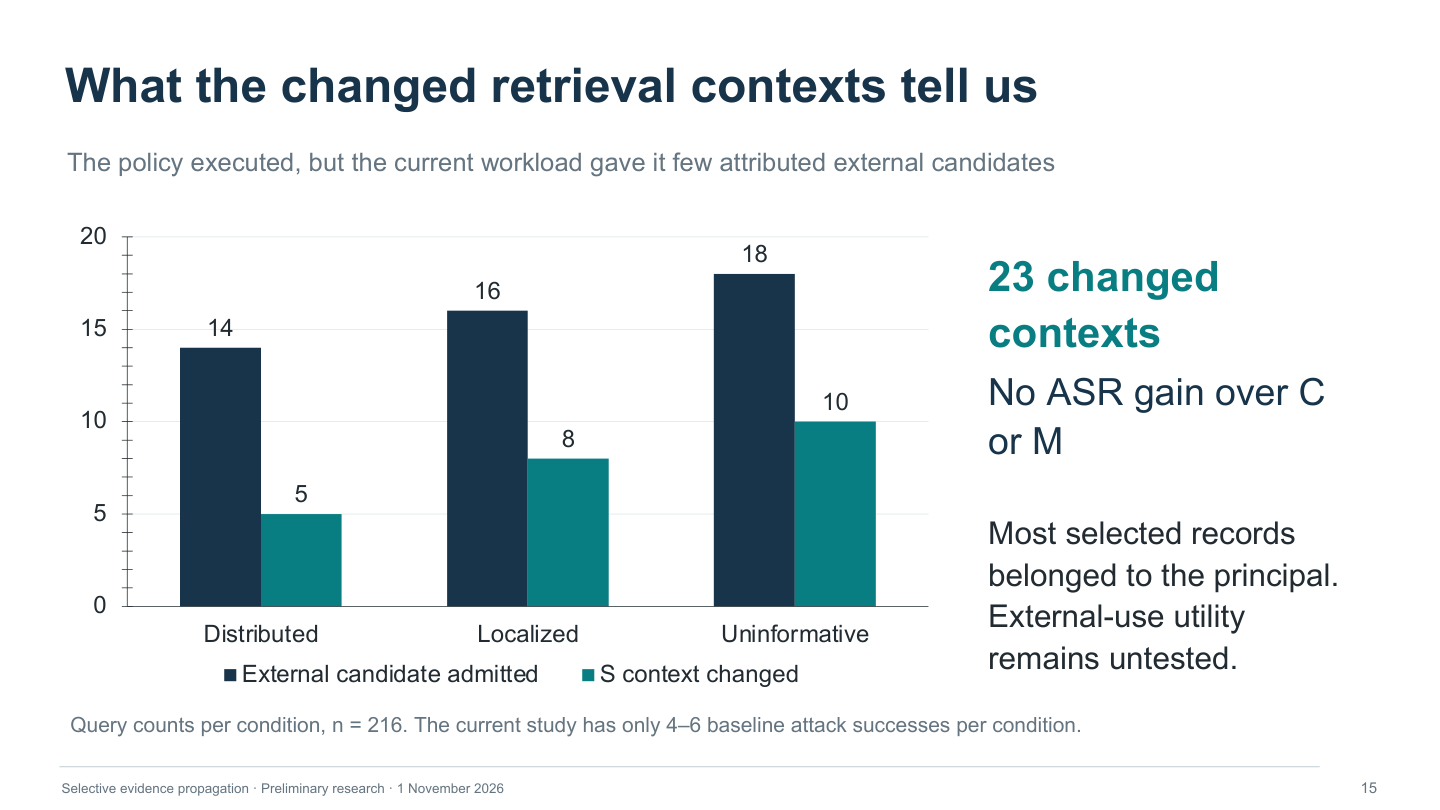 What the changed retrieval contexts tell us
The policy executed, but the current workload gave it few attributed external candidates
20
15
10
5
0
14
5
16
8
18
10
Distributed
Localized
Uninformative
External candidate admitted
S context changed
23 changed
contexts
No ASR gain over C
or M
Most selected records
belonged to the principal.
External-use utility
remains untested.
Query counts per condition, n = 216. The current study has only 4–6 baseline attack successes per condition.
Selective evidence propagation · Preliminary research · 1 November 2026
15